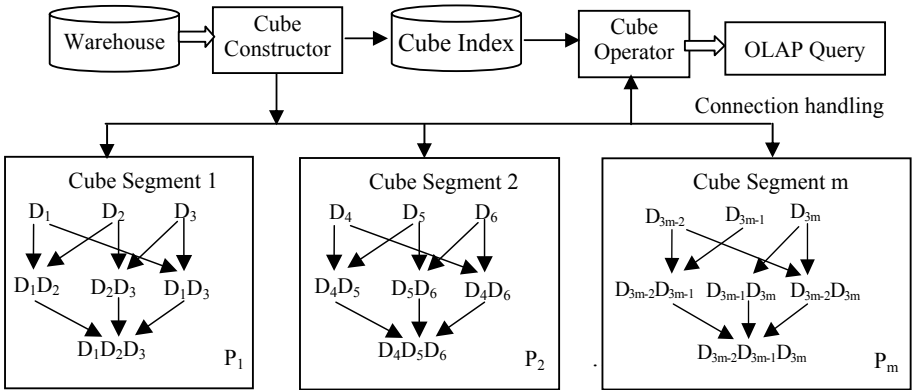 Warehouse
Cube
Constructor
Cube Index
Cube
Operator
OLAP Query
Connection handling
Cube Segment 1
D₁ D₂ D₃
D₁D₂ D₂D₃ D₁D₃
D₁D₂D₃
P₁
Cube Segment 2
D₄ D₅ D₆
D₄D₅ D₅D₆ D₄D₆
D₄D₅D₆
P₂
.
Cube Segment m
D₃ₘ₋₂ D₃ₘ₋₁ D₃ₘ
D₃ₘ₋₂D₃ₘ₋₁ D₃ₘ₋₁D₃ₘ D₃ₘ₋₂D₃ₘ
D₃ₘ₋₂D₃ₘ₋₁D₃ₘ
Pₘ